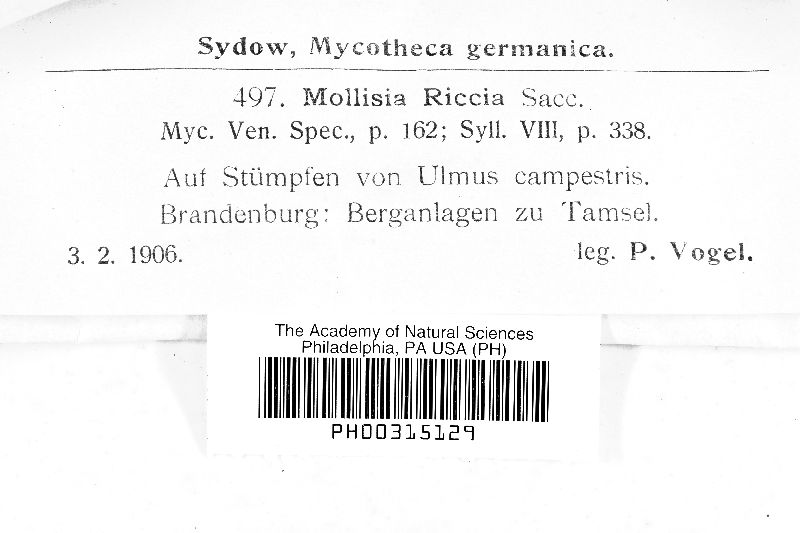 Sydow, Mycotheca germanica.
497. Mollisia Riccia Sacc.
Myc. Ven. Spec., p. 162; Syll. VIII, p. 338.
Auf Stümpfen von Ulmus campestris.
Brandenburg: Berganlagen zu Tamsel.
3. 2. 1906. leg. P. Vogel.
The Academy of Natural Sciences
Philadelphia, PA USA (PH)
PH00315129